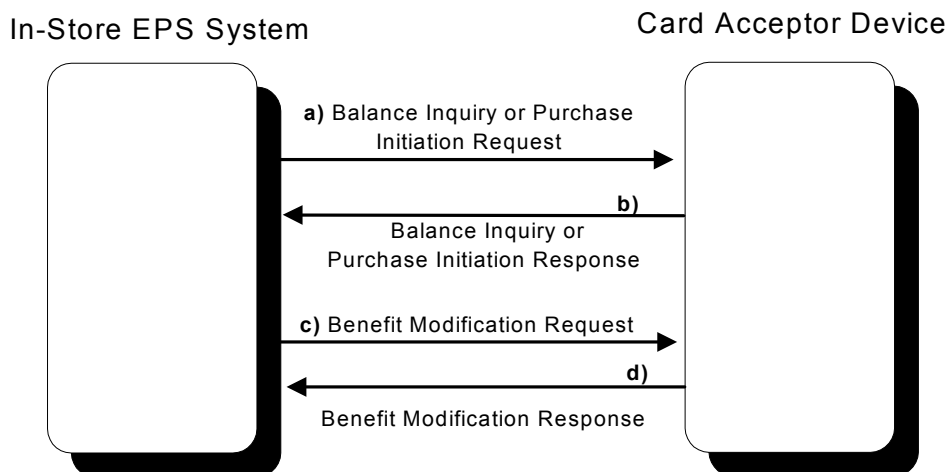 In-Store EPS System
Card Acceptor Device
a) Balance Inquiry or Purchase
Initiation Request
b)
Balance Inquiry or
Purchase Initiation Response
c) Benefit Modification Request
d)
Benefit Modification Response